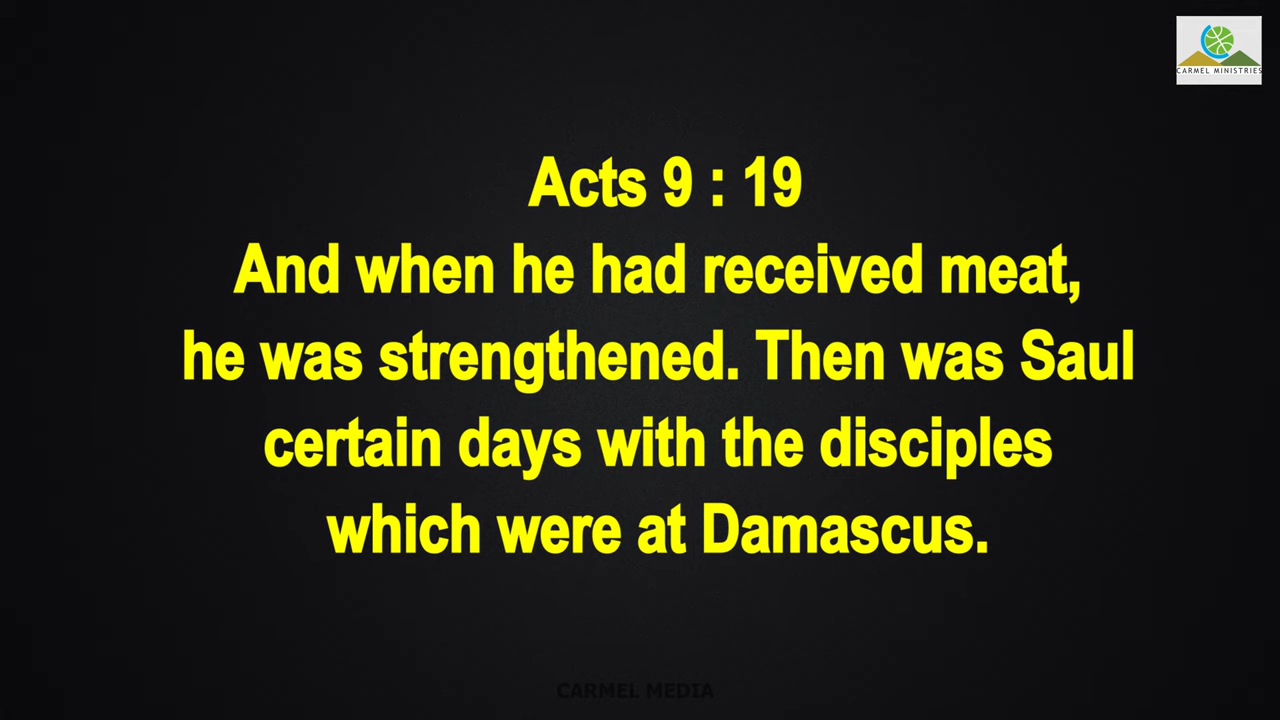 CARMEL MINISTRIES
Acts 9 : 19
And when he had received meat,
he was strengthened. Then was Saul
certain days with the disciples
which were at Damascus.
CARMEL MEDIA